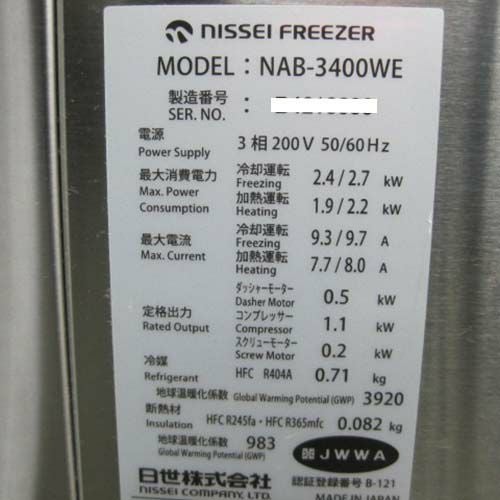 NISSEI FREEZER
MODEL : NAB-3400WE
製造番号
SER. NO. :
電源
Power Supply 3 相 200V 50/60Hz
最大消費電力 冷却運転
Max. Power Freezing 2.4 / 2.7 kW
Consumption 加熱運転
Heating 1.9 / 2.2 kW
最大電流 冷却運転
Max. Current Freezing 9.3 / 9.7 A
加熱運転
Heating 7.7 / 8.0 A
ダッシャーモーター
Dasher Motor 0.5 kW
定格出力 コンプレッサー
Rated Output Compressor 1.1 kW
スクリューモーター
Screw Motor 0.2 kW
冷媒
Refrigerant HFC R404A 0.71 kg
地球温暖化係数 Global Warming Potential (GWP) 3920
断熱材
Insulation HFC R245fa・HFC R365mfc 0.082 kg
地球温暖化係数 983
Global Warming Potential (GWP)
JWWA
日世株式会社 認証登録番号 B-121
NISSEI COMPANY, LTD. MADE IN JAPAN